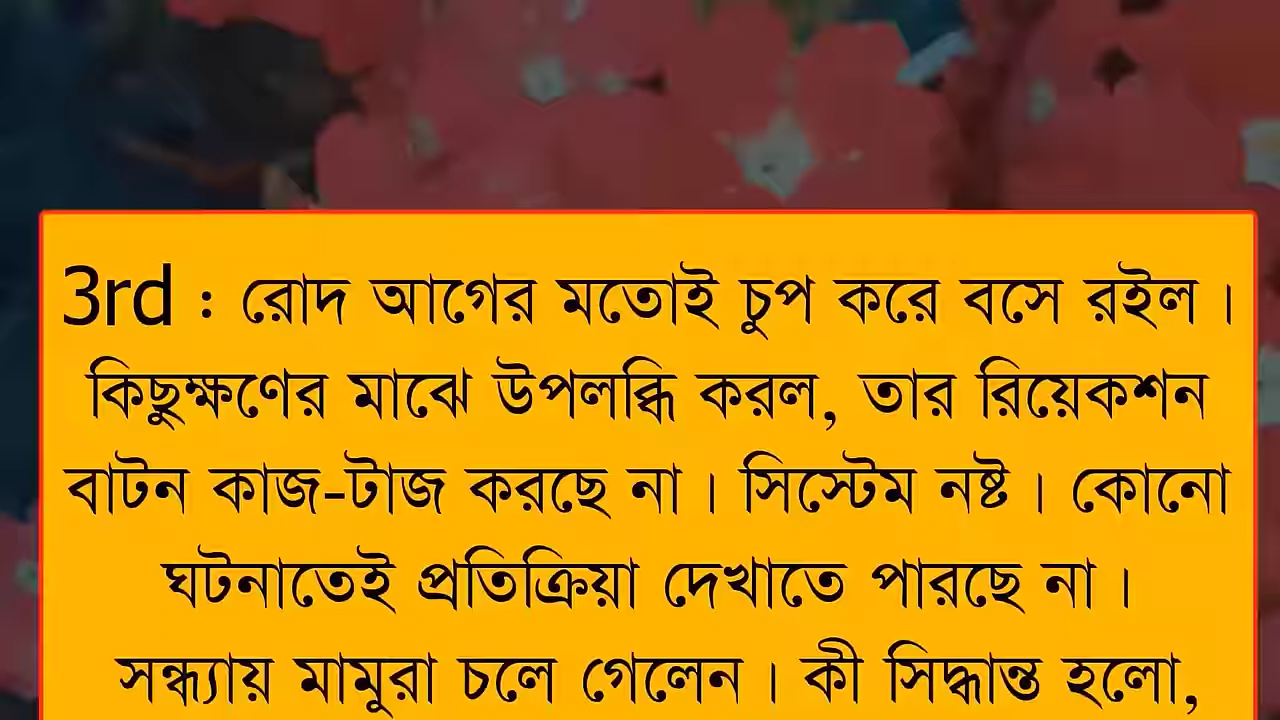 3rd : রোদ আগের মতোই চুপ করে বসে রইল।
কিছুক্ষণের মাঝে উপলব্ধি করল, তার রিয়েকশন
বাটন কাজ-টাজ করছে না। সিস্টেম নষ্ট। কোনো
ঘটনাতেই প্রতিক্রিয়া দেখাতে পারছে না।
সন্ধ্যায় মামুরা চলে গেলেন। কী সিদ্ধান্ত হলো,